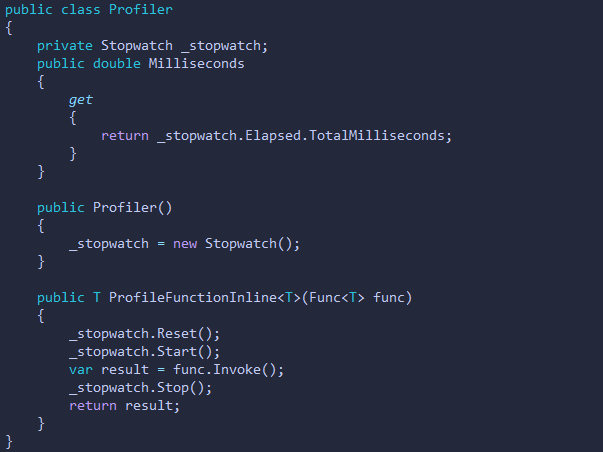 public class Profiler
{
    private Stopwatch _stopwatch;
    public double Milliseconds
    {
        get
        {
            return _stopwatch.Elapsed.TotalMilliseconds;
        }
    }

    public Profiler()
    {
        _stopwatch = new Stopwatch();
    }

    public T ProfileFunctionInline<T>(Func<T> func)
    {
        _stopwatch.Reset();
        _stopwatch.Start();
        var result = func.Invoke();
        _stopwatch.Stop();
        return result;
    }
}